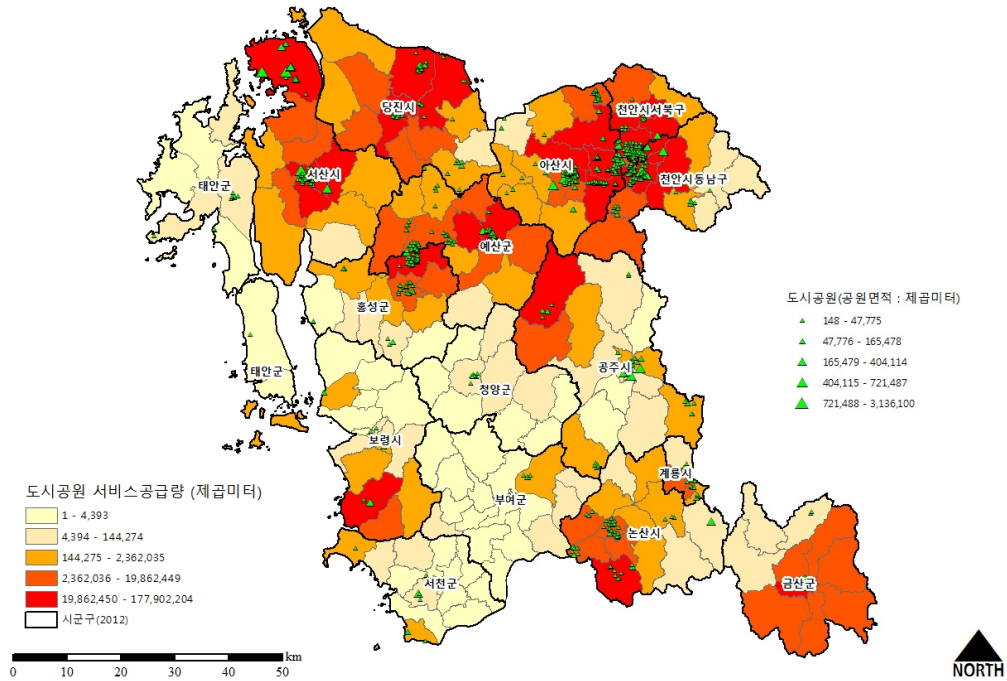 천안시서북구
당진시
아산시
서산시
천안시동남구
태안군
예산군
홍성군
도시공원(공원면적 : 제곱미터)
148 - 47,775
47,776 - 165,478
165,479 - 404,114
404,115 - 721,487
721,488 - 3,136,100
공주시
태안군
청양군
보령시
계룡시
부여군
논산시
서천군
금산군
도시공원 서비스공급량 (제곱미터)
1 - 4,393
4,394 - 144,274
144,275 - 2,362,035
2,362,036 - 19,862,449
19,862,450 - 177,902,204
시군구(2012)
km
0 10 20 30 40 50
NORTH